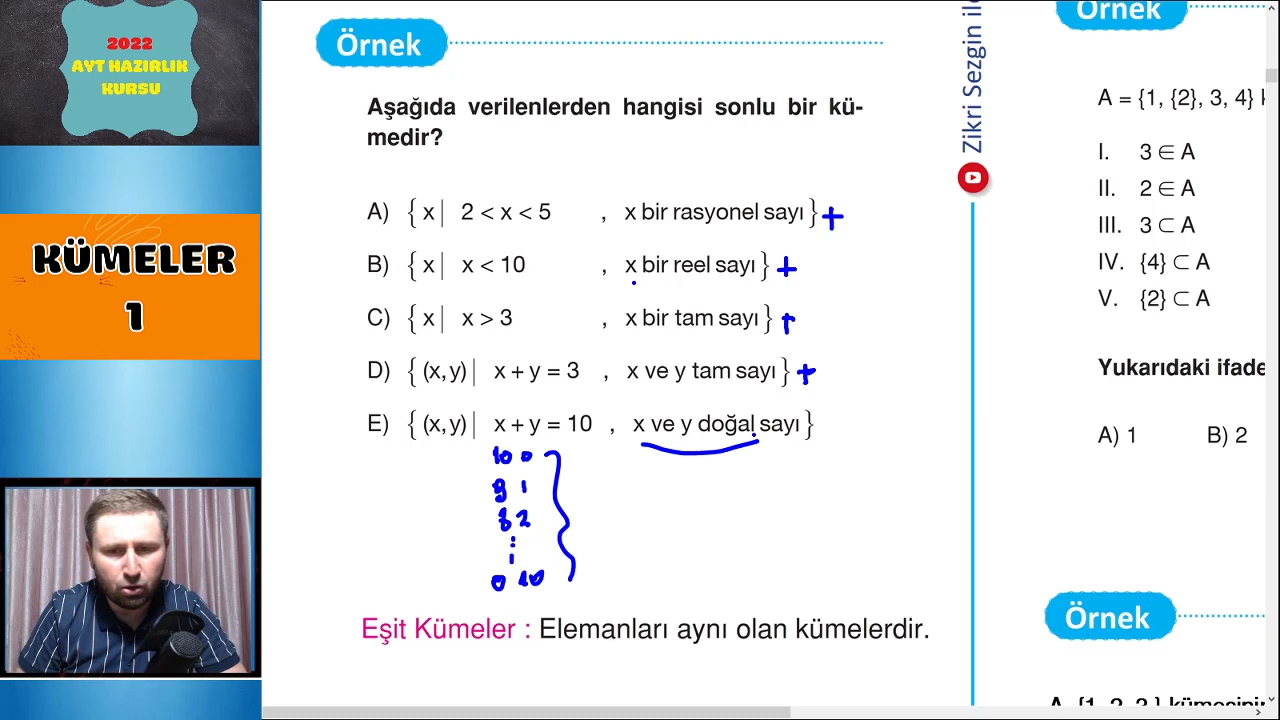 2022
AYT HAZIRLIK
KURSU
KÜMELER
1
Örnek
Aşağıda verilenlerden hangisi sonlu bir kü-
medir?
A) { x | 2 < x < 5 , x bir rasyonel sayı } +
B) { x | x < 10 , x bir reel sayı } +
C) { x | x > 3 , x bir tam sayı } +
D) { (x, y) | x + y = 3 , x ve y tam sayı } +
E) { (x, y) | x + y = 10 , x ve y doğal sayı }
10 0
9 1
8 2
⋮
0 10
Eşit Kümeler : Elemanları aynı olan kümelerdir.
Zikri Sezgin ile
Örnek
A = {1, {2}, 3, 4}
I. 3 ∈ A
II. 2 ∈ A
III. 3 ⊂ A
IV. {4} ⊂ A
V. {2} ⊂ A
Yukarıdaki ifade
A) 1 B) 2
Örnek